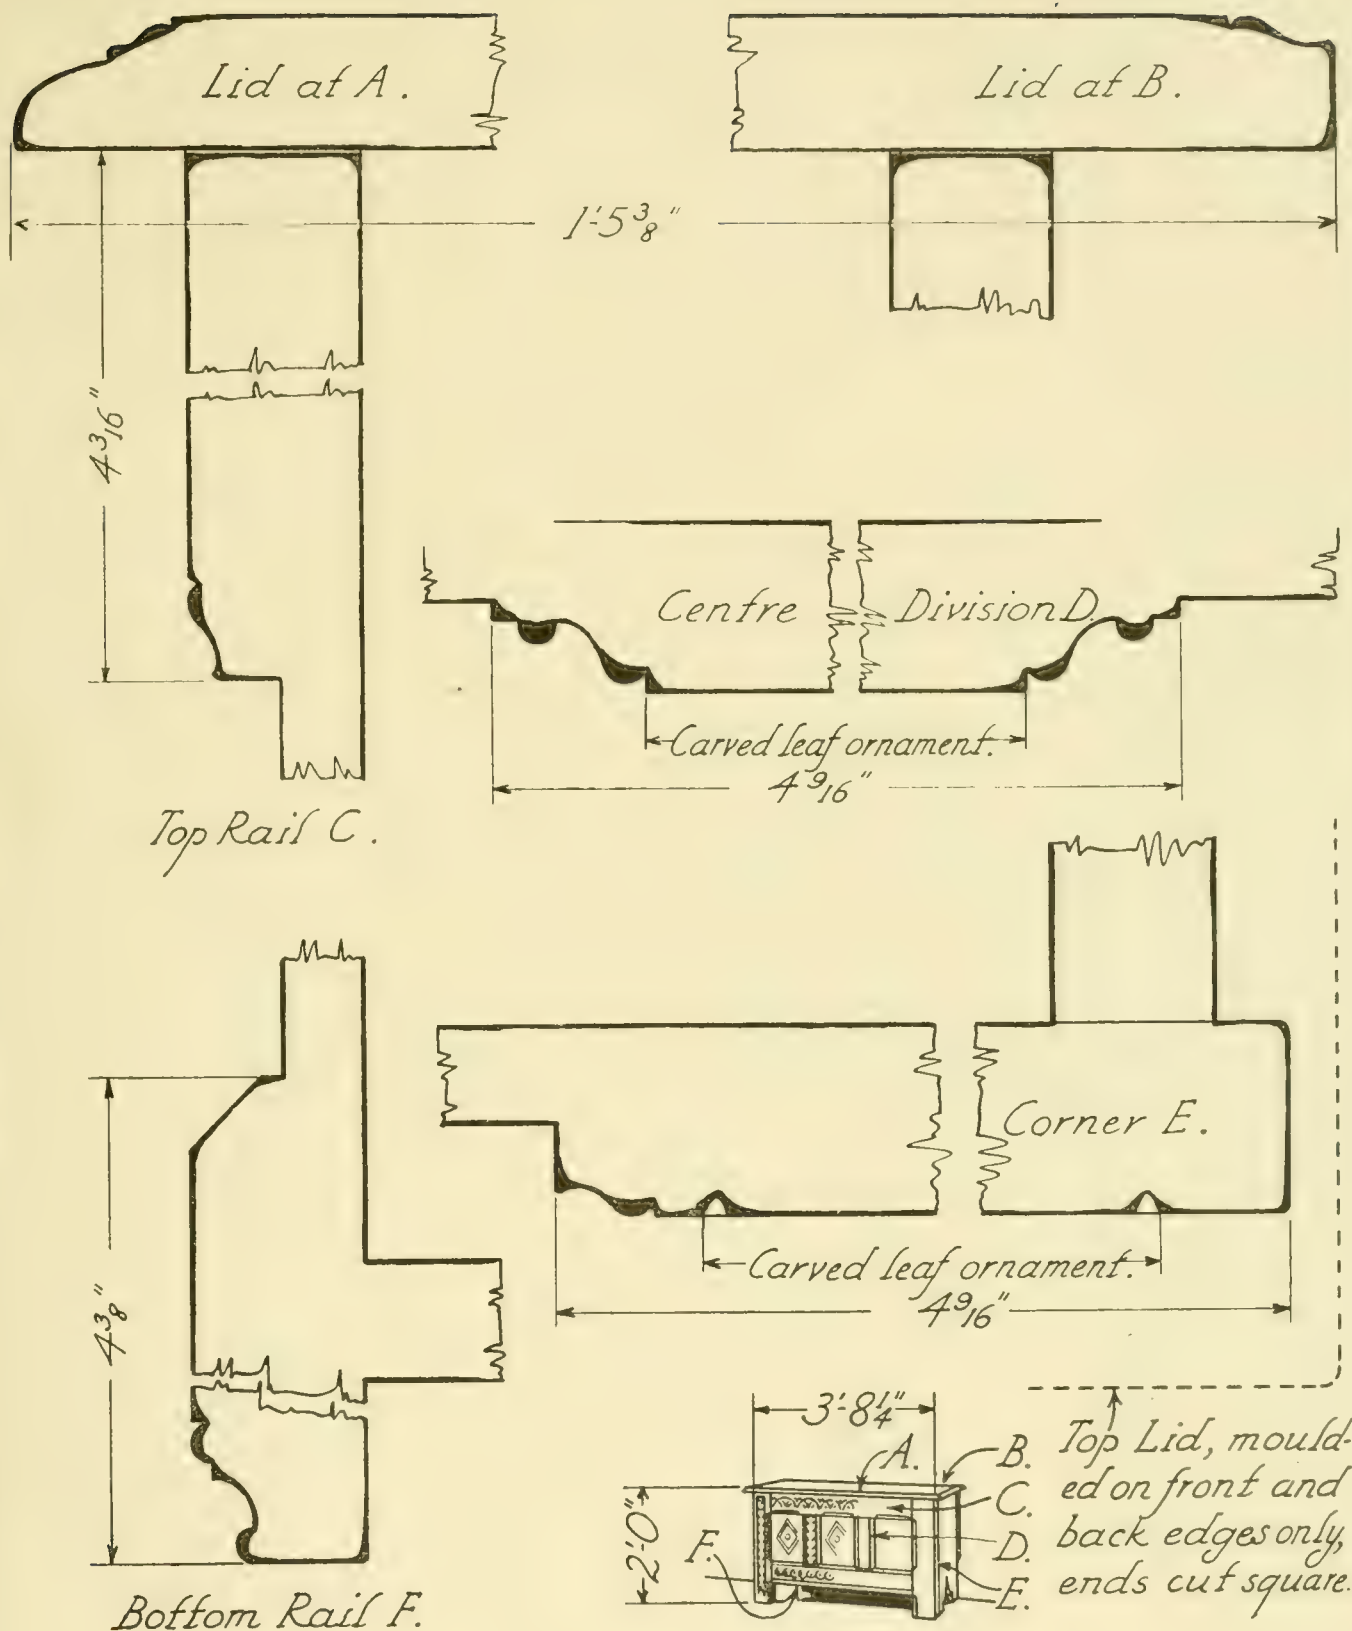 Lid at A.
Lid at B.
1'-5 3/8"
4 3/16"
Centre Division D.
Carved leaf ornament.
4 9/16"
Top Rail C.
Corner E.
Carved leaf ornament.
4 9/16"
4 3/8"
3'-8 1/4"
A.
B.
C.
D.
E.
E.
F.
2'-0"
Top Lid, mould-
ed on front and
back edges only,
ends cut square.
Bottom Rail F.